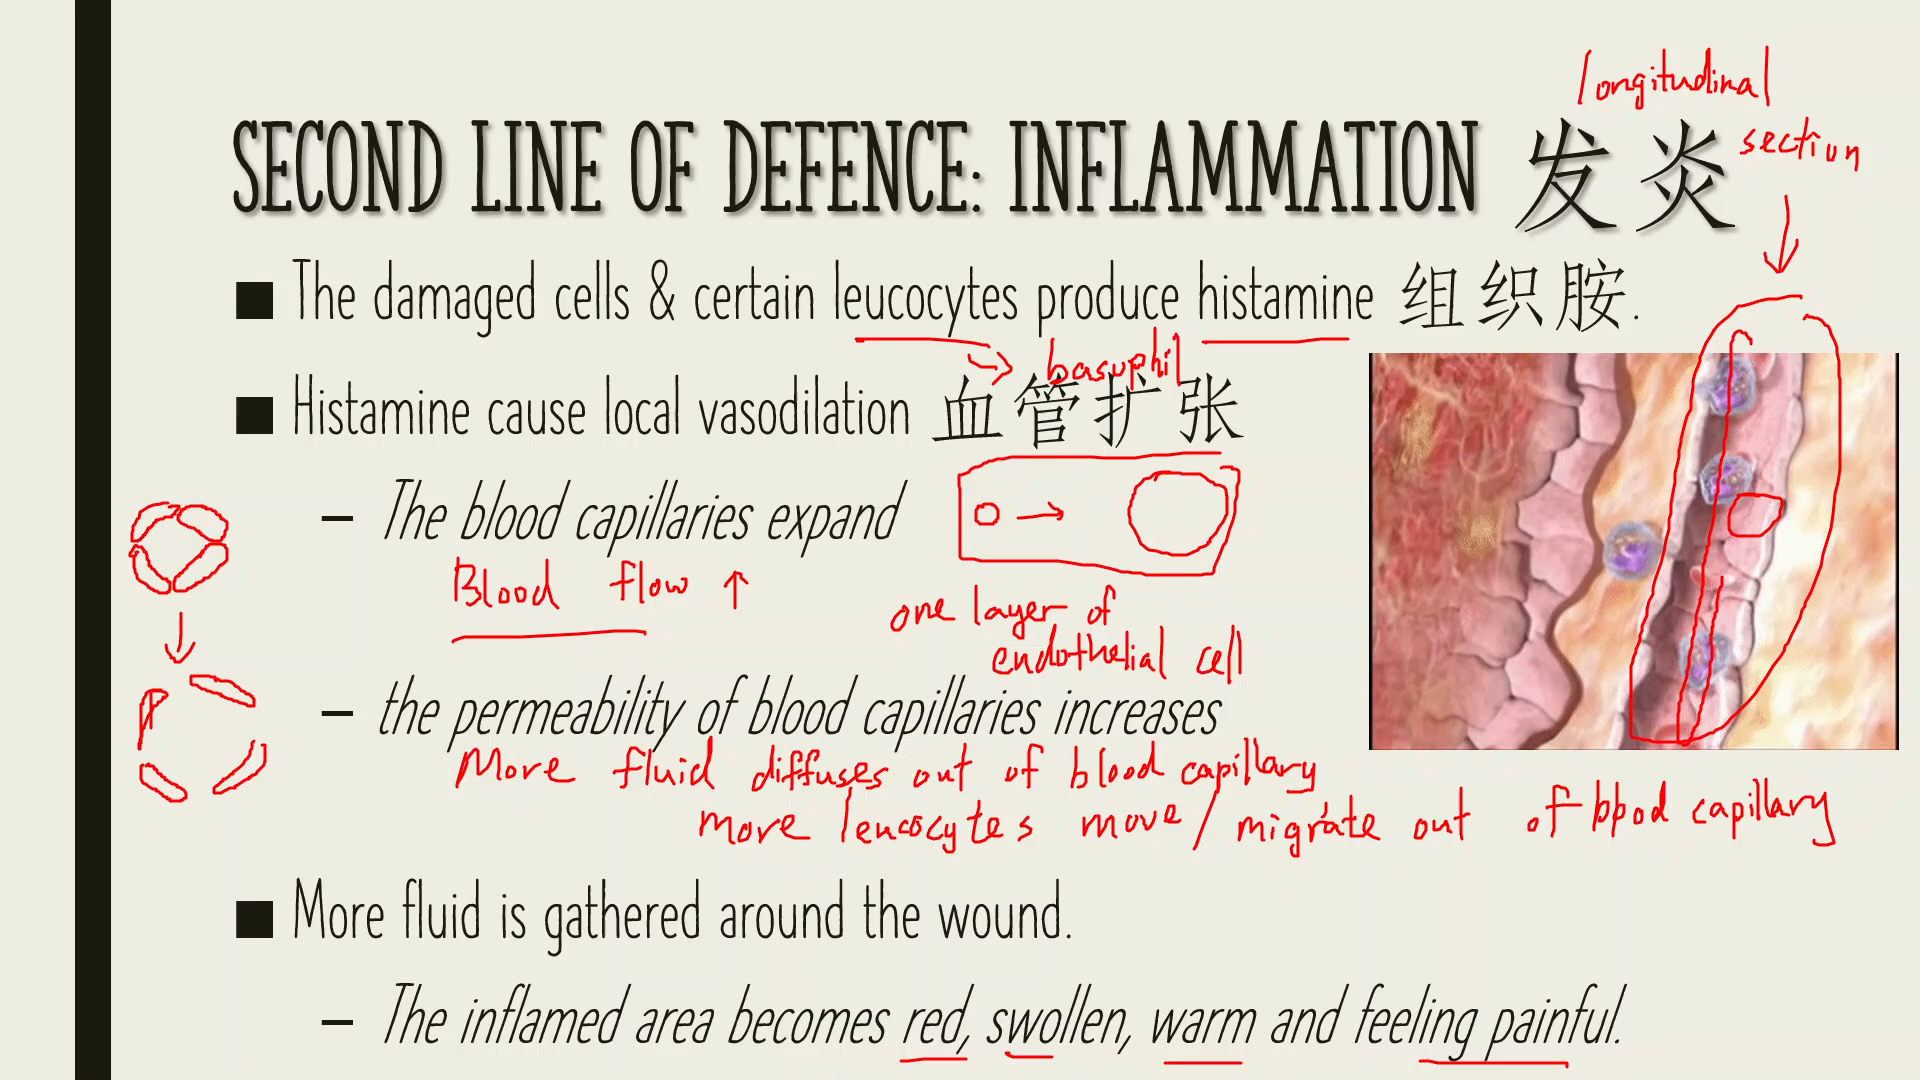 longitudinal
section
SECOND LINE OF DEFENCE: INFLAMMATION 发炎
■ The damaged cells & certain leucocytes produce histamine 组织胺.
basophil
■ Histamine cause local vasodilation 血管扩张
– The blood capillaries expand
Blood flow ↑
one layer of
endothelial cell
– the permeability of blood capillaries increases
More fluid diffuses out of blood capillary
more leucocytes move / migrate out of blood capillary
■ More fluid is gathered around the wound.
– The inflamed area becomes red, swollen, warm and feeling painful.